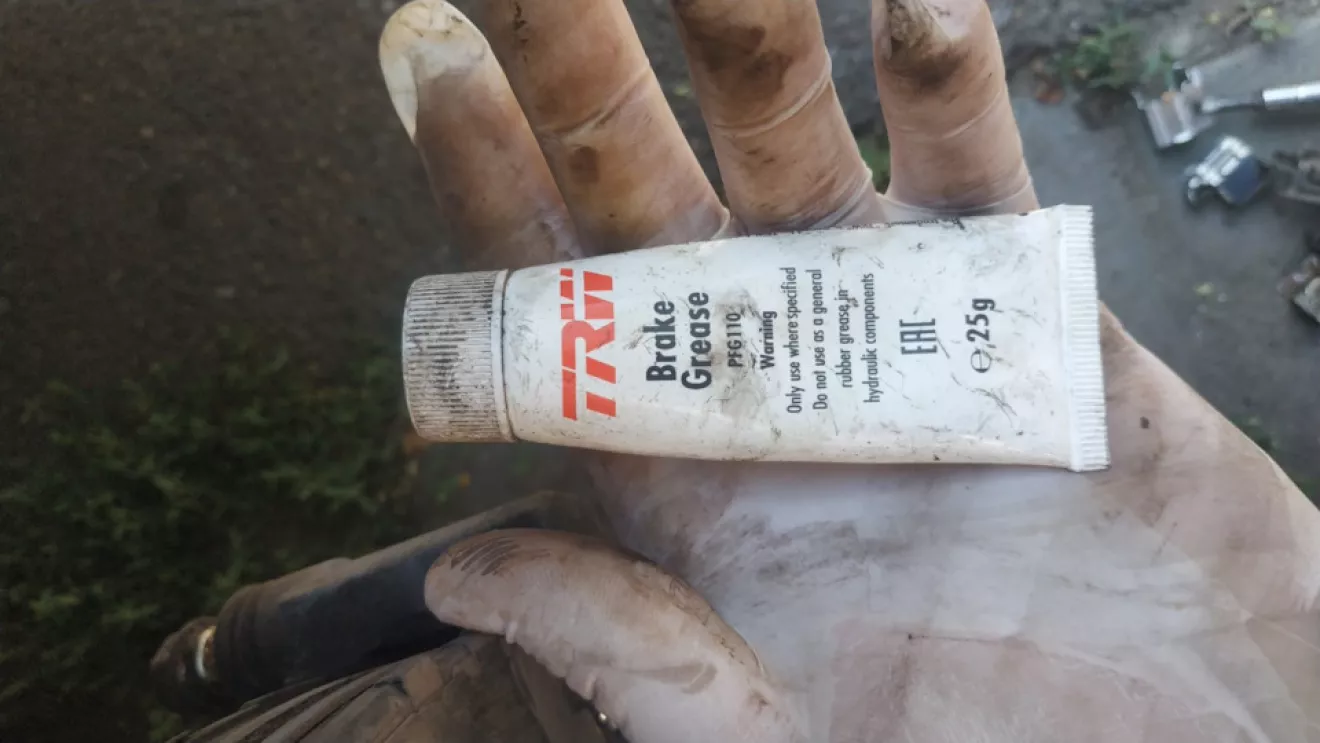 TRW
Brake
Grease
PFG110
Warning
Only use where specified
Do not use as a general
rubber grease in
hydraulic components
EAC
℮ 25g